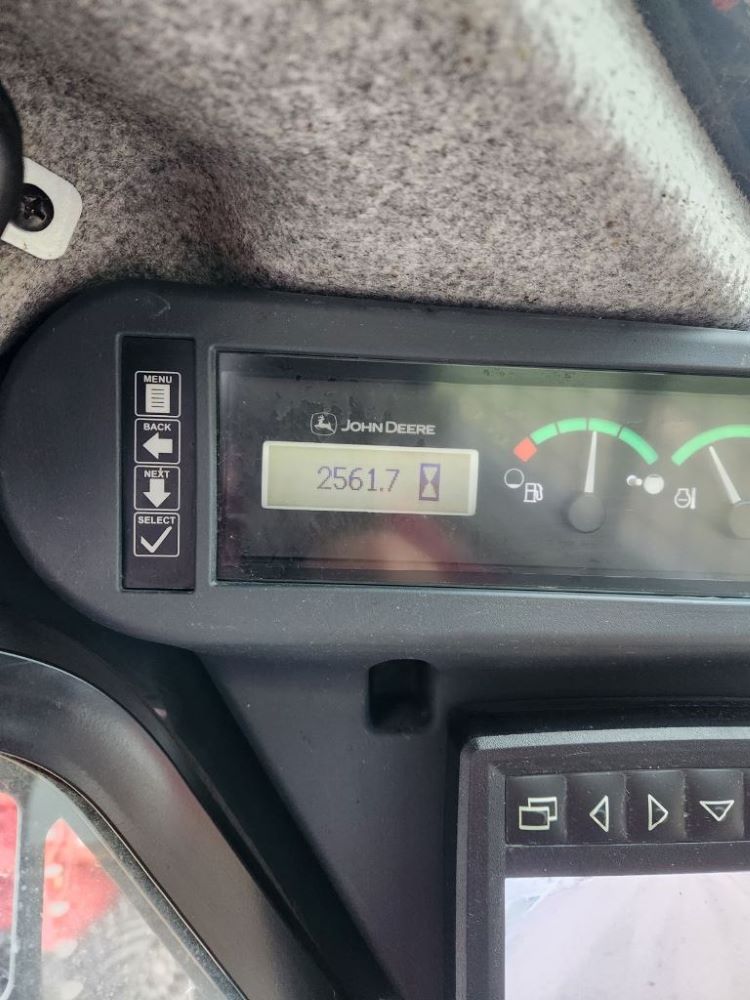 MENU
BACK
NEXT
SELECT
JOHN DEERE
2561.7